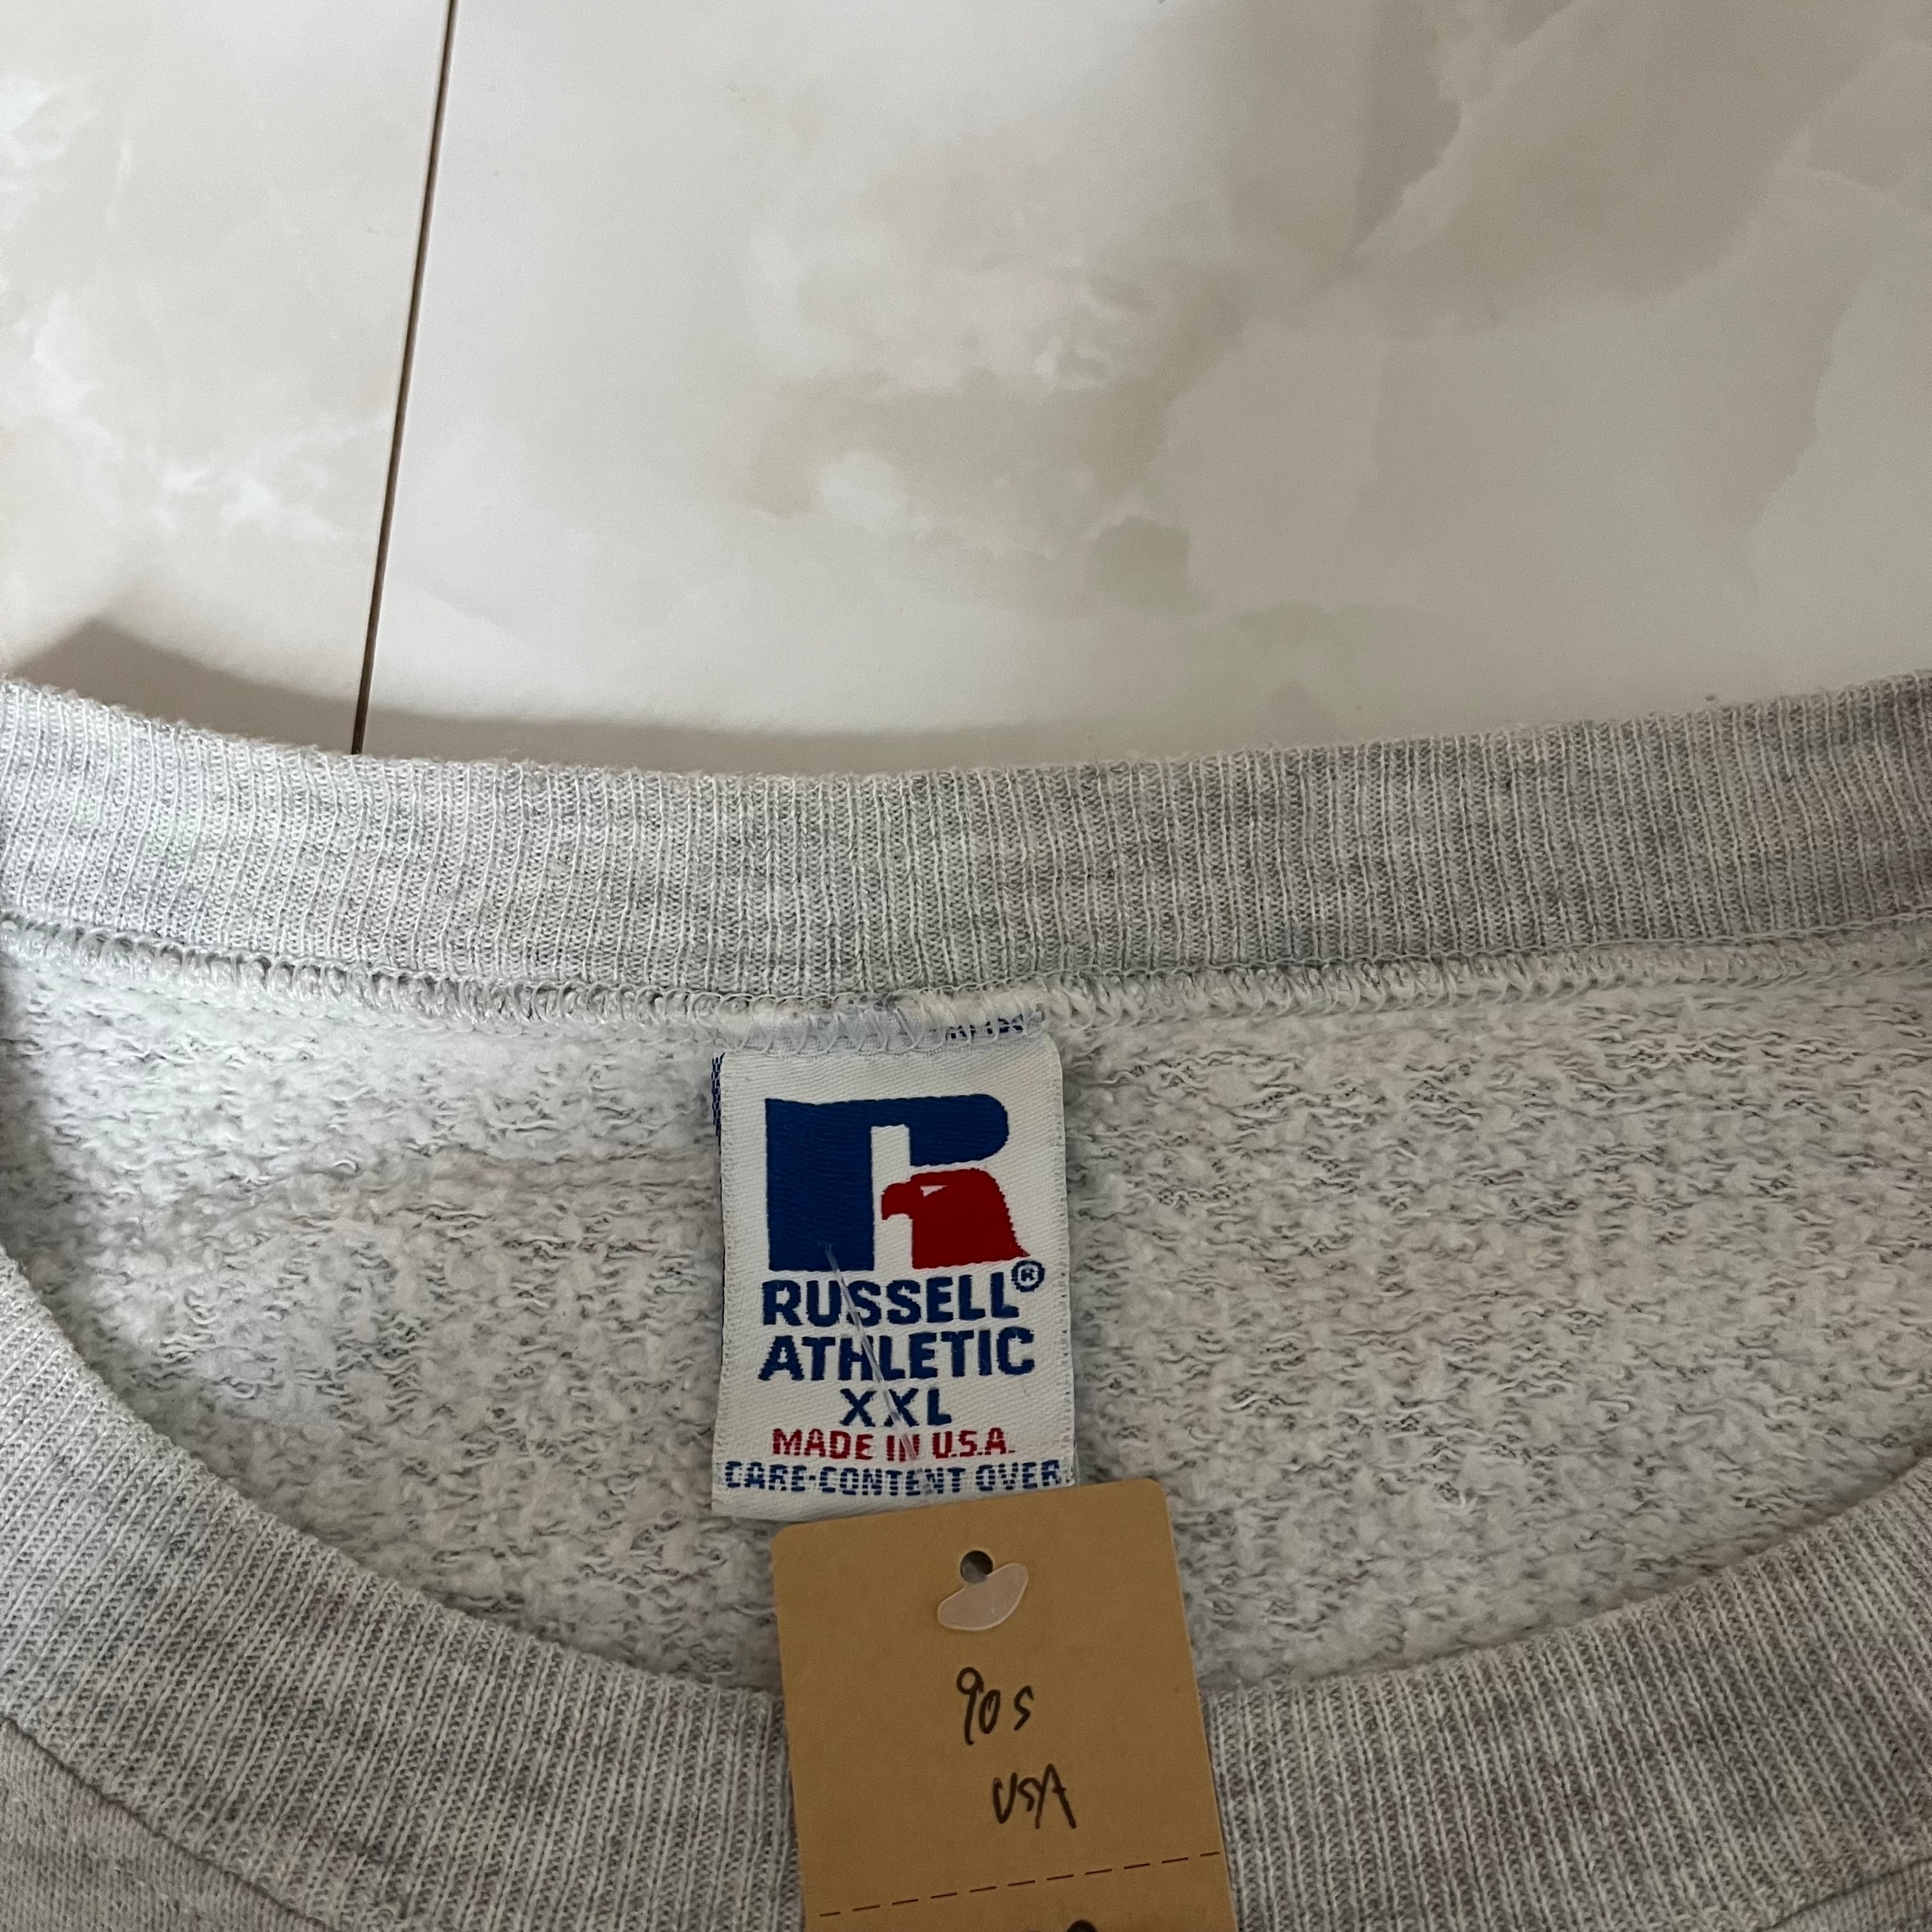 RUSSELL®
ATHLETIC
XXL
MADE IN U.S.A.
CARE-CONTENT OVER
90s
USA